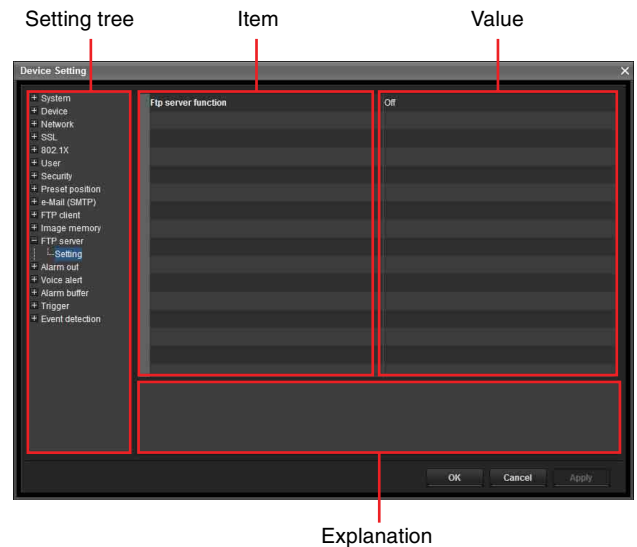 Setting tree
Item
Value
Device Setting
System
Device
Network
SSL
802.1X
User
Security
Preset position
e-Mail (SMTP)
FTP client
Image memory
FTP server
Setting
Alarm out
Voice alert
Alarm buffer
Trigger
Event detection
Ftp server function
Off
OK
Cancel
Apply
Explanation